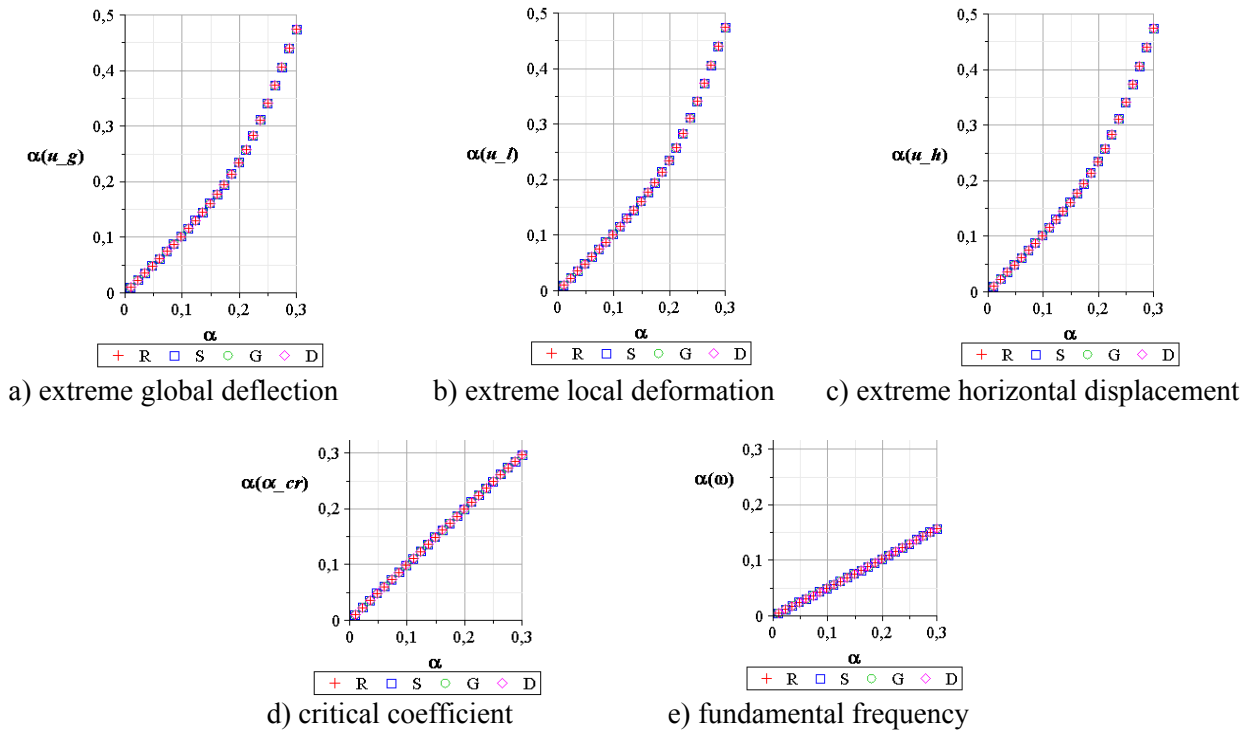 0,5
0,4
0,3
α(u_g)
0,2
0,1
0
0 0,1 0,2 0,3
α
R S G D
a) extreme global deflection
0,5
0,4
0,3
α(u_l)
0,2
0,1
0
0 0,1 0,2 0,3
α
R S G D
b) extreme local deformation
0,5
0,4
0,3
α(u_h)
0,2
0,1
0
0 0,1 0,2 0,3
α
R S G D
c) extreme horizontal displacement
0,3
α(α_cr)
0,2
0,1
0
0 0,1 0,2 0,3
α
R S G D
d) critical coefficient
0,3
α(ω)
0,2
0,1
0
0 0,1 0,2 0,3
α
R S G D
e) fundamental frequency